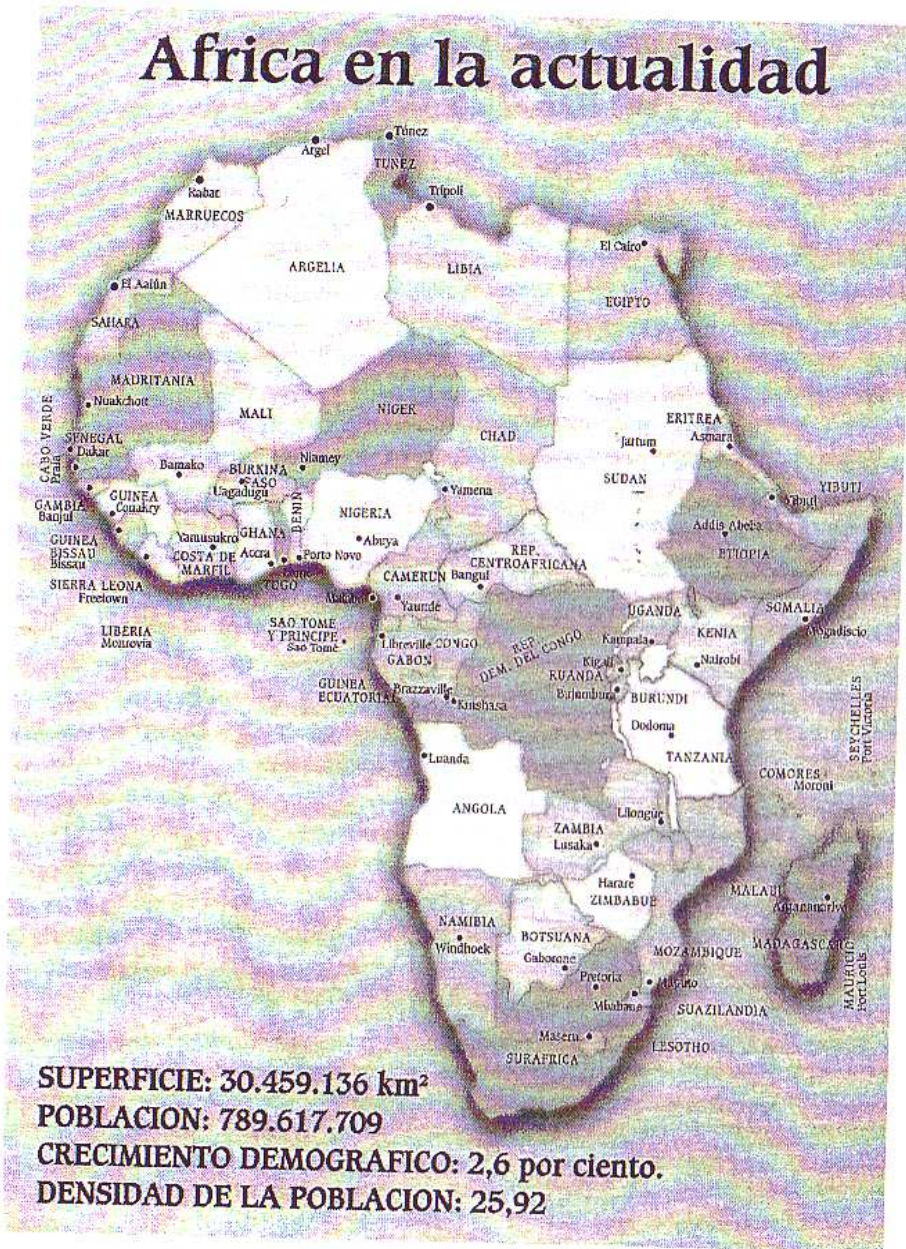 Africa en la actualidad
Túnez
Argel
TUNEZ
Rabat
Trípoli
MARRUECOS
El Cairo
ARGELIA
LIBIA
El Aaiún
EGIPTO
SAHARA
MAURITANIA
Nuakchott
MALI
NIGER
CHAD
ERITREA
Asmara
Jartum
SUDAN
CABO VERDE
Praia
SENEGAL
Dakar
Bamako
BURKINA
FASO
Niamey
Uagadugú
Yamena
YIBUTI
Yibuti
GAMBIA
Banjul
GUINEA
Conakry
BENIN
NIGERIA
Abuya
Addis Abeba
ETIOPIA
GUINEA
BISSAU
Bissau
Yamusukro
GHANA
COSTA DE
MARFIL
Accra
Porto Novo
TOGO
REP.
CENTROAFRICANA
CAMERUN
Bangui
SIERRA LEONA
Freetown
Malabo
Yaundé
UGANDA
SOMALIA
LIBERIA
Monrovia
SAO TOME
Y PRINCIPE
Sao Tomé
Libreville
CONGO
GABON
REP.
DEM. DEL CONGO
Kampala
KENIA
Mogadiscio
Kigali
Nairobi
RUANDA
GUINEA
ECUATORIAL
Brazzaville
Kinshasa
Bujumbura
BURUNDI
Dodoma
TANZANIA
SEYCHELLES
Port Victoria
Luanda
COMORES
Moroni
ANGOLA
ZAMBIA
Lusaka
Harare
ZIMBABUE
MALAUI
Antananarivo
NAMIBIA
Windhoek
BOTSUANA
Gaborone
MOZAMBIQUE
MADAGASCAR
MAURICIO
Port Louis
Pretoria
Maputo
Mbabane
SUAZILANDIA
Maseru
SURAFRICA
LESOTHO
SUPERFICIE: 30.459.136 km²
POBLACION: 789.617.709
CRECIMIENTO DEMOGRAFICO: 2,6 por ciento.
DENSIDAD DE LA POBLACION: 25,92